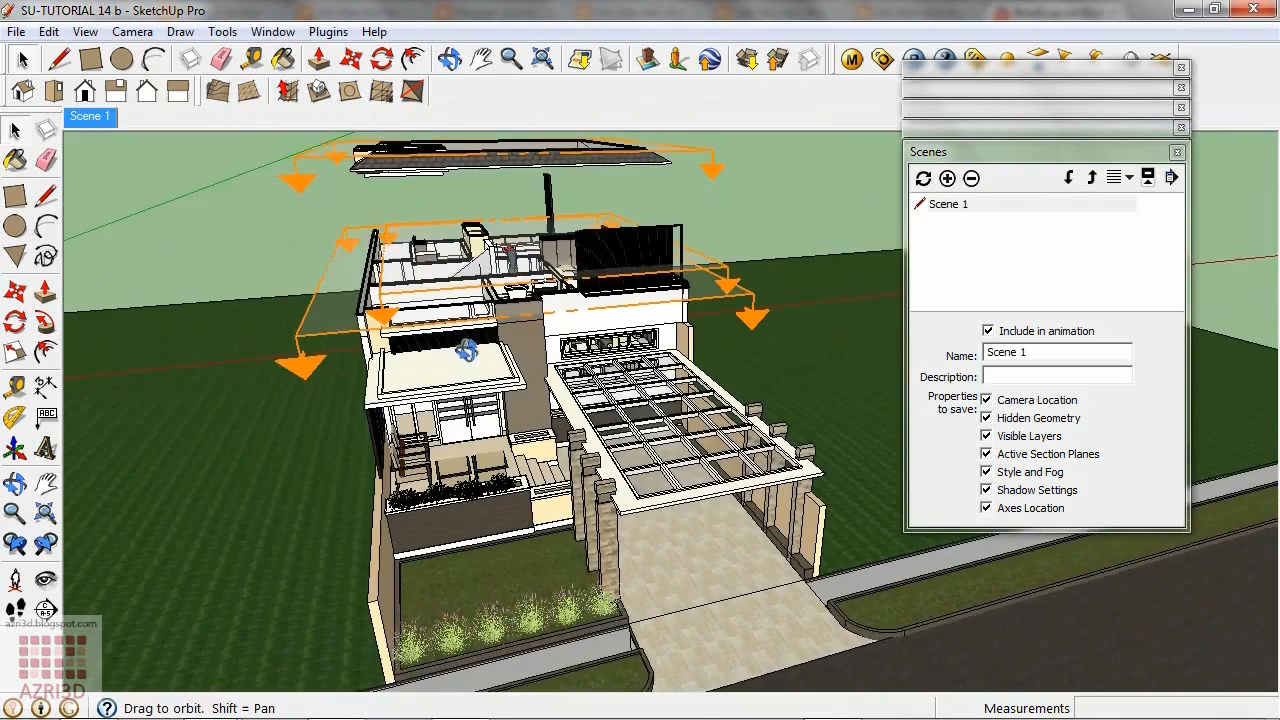 SU-TUTORIAL 14 b - SketchUp Pro
File Edit View Camera Draw Tools Window Plugins Help
Scene 1
Scenes
Scene 1
Include in animation
Name: Scene 1
Description:
Properties to save:
Camera Location
Hidden Geometry
Visible Layers
Active Section Planes
Style and Fog
Shadow Settings
Axes Location
ABC
azri3d.blogspot.com
AZRI3D
Drag to orbit. Shift = Pan
Measurements